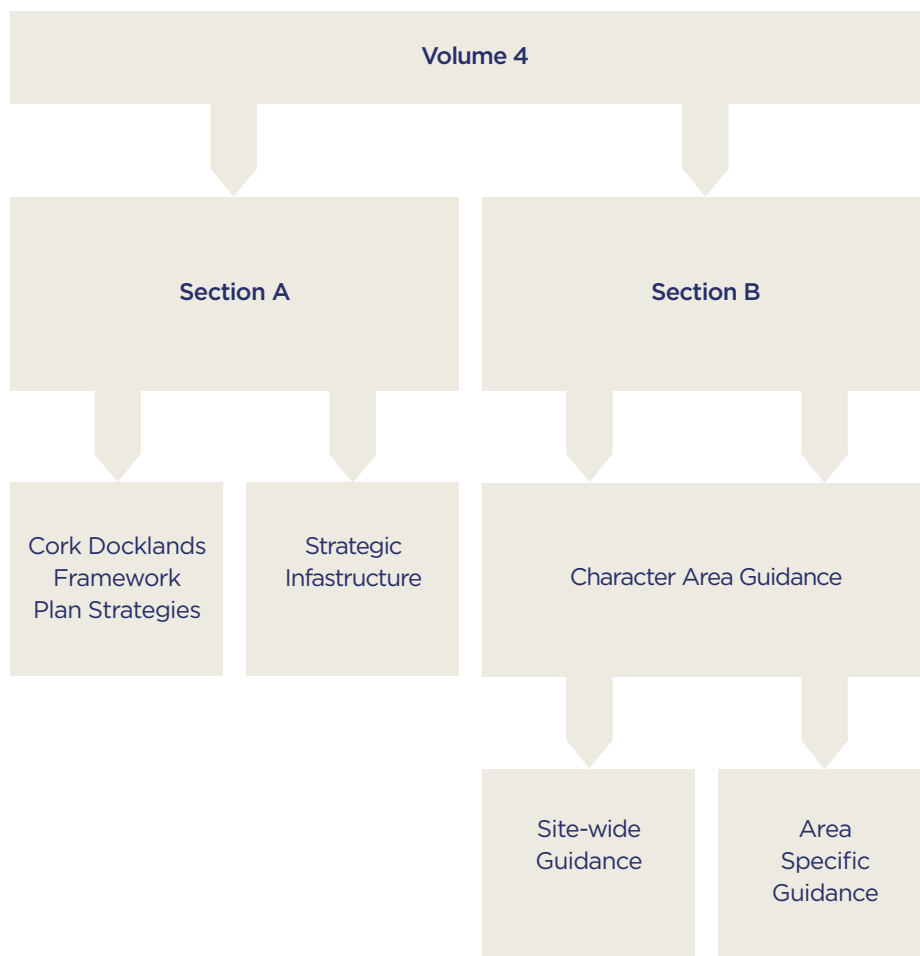 Volume 4
Section A
Section B
Cork Docklands
Framework
Plan Strategies
Strategic
Infastructure
Character Area Guidance
Site-wide
Guidance
Area
Specific
Guidance